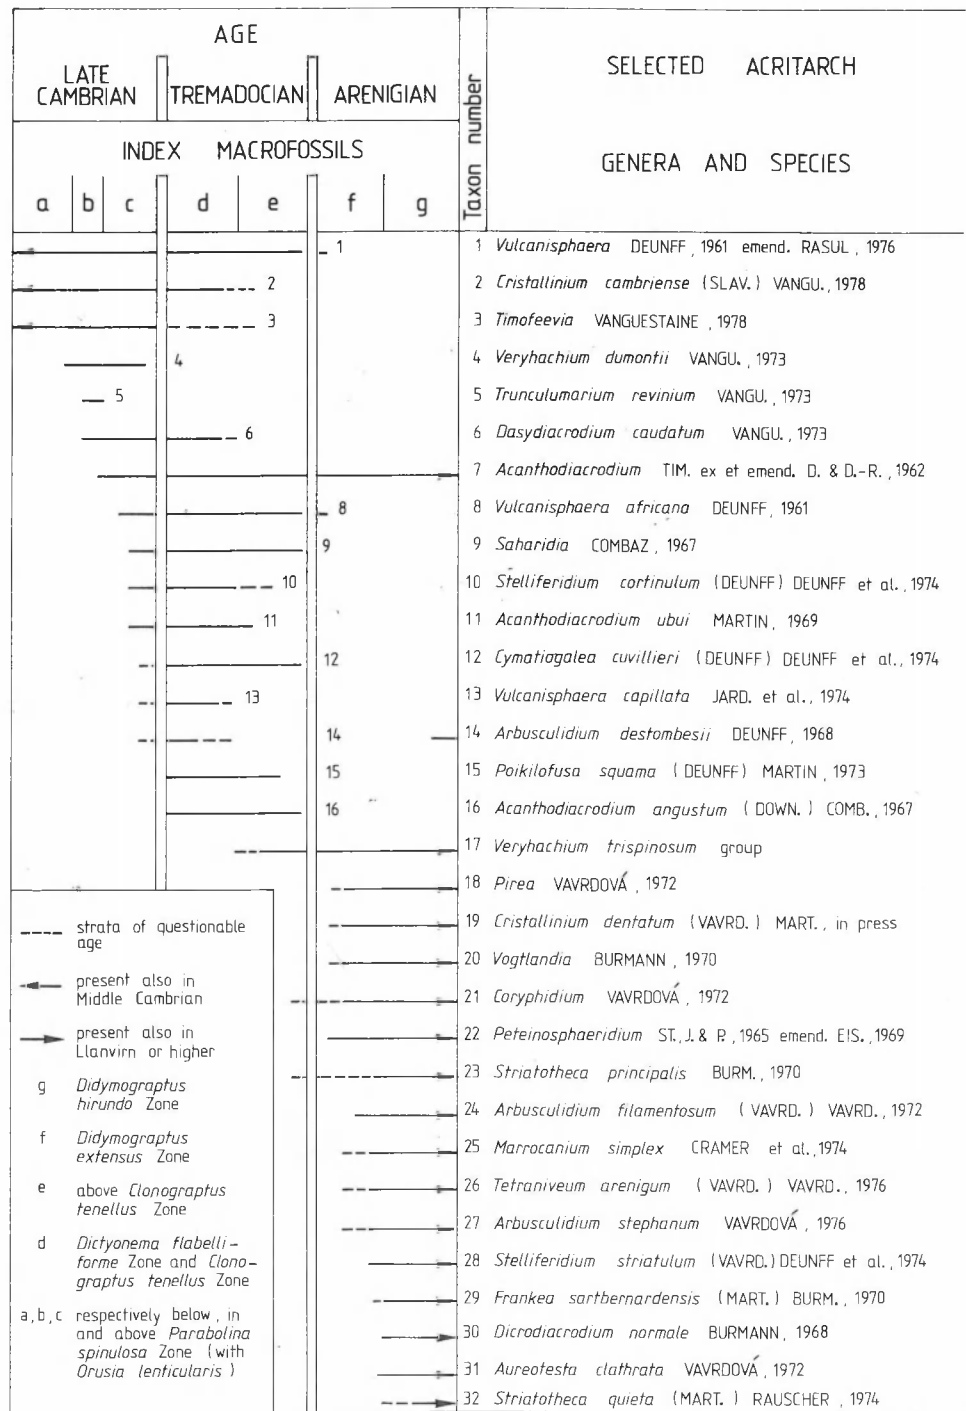 AGE
LATE CAMBRIAN
TREMADOCIAN
ARENIGIAN
INDEX MACROFOSSILS
a b c d e f g
Taxon number
SELECTED ACRITARCH
GENERA AND SPECIES
1 1 Vulcanisphaera DEUNFF, 1961 emend. RASUL, 1976
2 2 Cristallinium cambriense (SLAV.) VANGU., 1978
3 3 Timofeevia VANGUESTAINE, 1978
4 4 Veryhachium dumontii VANGU. 1973
5 5 Trunculumarium revinium VANGU., 1973
6 6 Dasydiacrodium caudatum VANGU., 1973
7 Acanthodiacrodium TIM. ex et emend. D. & D.-R., 1962
8 8 Vulcanisphaera africana DEUNFF, 1961
9 9 Saharidia COMBAZ, 1967
10 10 Stelliferidium cortinulum (DEUNFF) DEUNFF et al., 1974
11 11 Acanthodiacrodium ubui MARTIN, 1969
12 12 Cymatiogalea cuvillieri (DEUNFF) DEUNFF et al., 1974
13 13 Vulcanisphaera capillata JARD. et al., 1974
14 14 Arbusculidium destombesii DEUNFF, 1968
15 15 Poikilofusa squama (DEUNFF) MARTIN, 1973
16 16 Acanthodiacrodium angustum (DOWN.) COMB., 1967
17 Veryhachium trispinosum group
18 Pirea VAVRDOVÁ, 1972
19 Cristallinium dentatum (VAVRD.) MART., in press
20 Vogtlandia BURMANN, 1970
21 Coryphidium VAVRDOVÁ, 1972
22 Peteinosphaeridium ST., J. & P., 1965 emend. EIS., 1969
23 Striatotheca principalis BURM., 1970
24 Arbusculidium filamentosum (VAVRD.) VAVRD., 1972
25 Marrocanium simplex CRAMER et al., 1974
26 Tetraniveum arenigum (VAVRD.) VAVRD., 1976
27 Arbusculidium stephanum VAVRDOVÁ, 1976
28 Stelliferidium striatulum (VAVRD.) DEUNFF et al., 1974
29 Frankea sartbernardensis (MART.) BURM., 1970
30 Dicrodiacrodium normale BURMANN, 1968
31 Aureotesta clathrata VAVRDOVÁ, 1972
32 Striatotheca quieta (MART.) RAUSCHER, 1974
strata of questionable
age
present also in
Middle Cambrian
present also in
Llanvirn or higher
g Didymograptus
hirundo Zone
f Didymograptus
extensus Zone
e above Clonograptus
tenellus Zone
d Dictyonema flabelli-
forme Zone and Clono-
graptus tenellus Zone
a,b,c respectively below, in
and above Parabolina
spinulosa Zone (with
Orusia lenticularis)